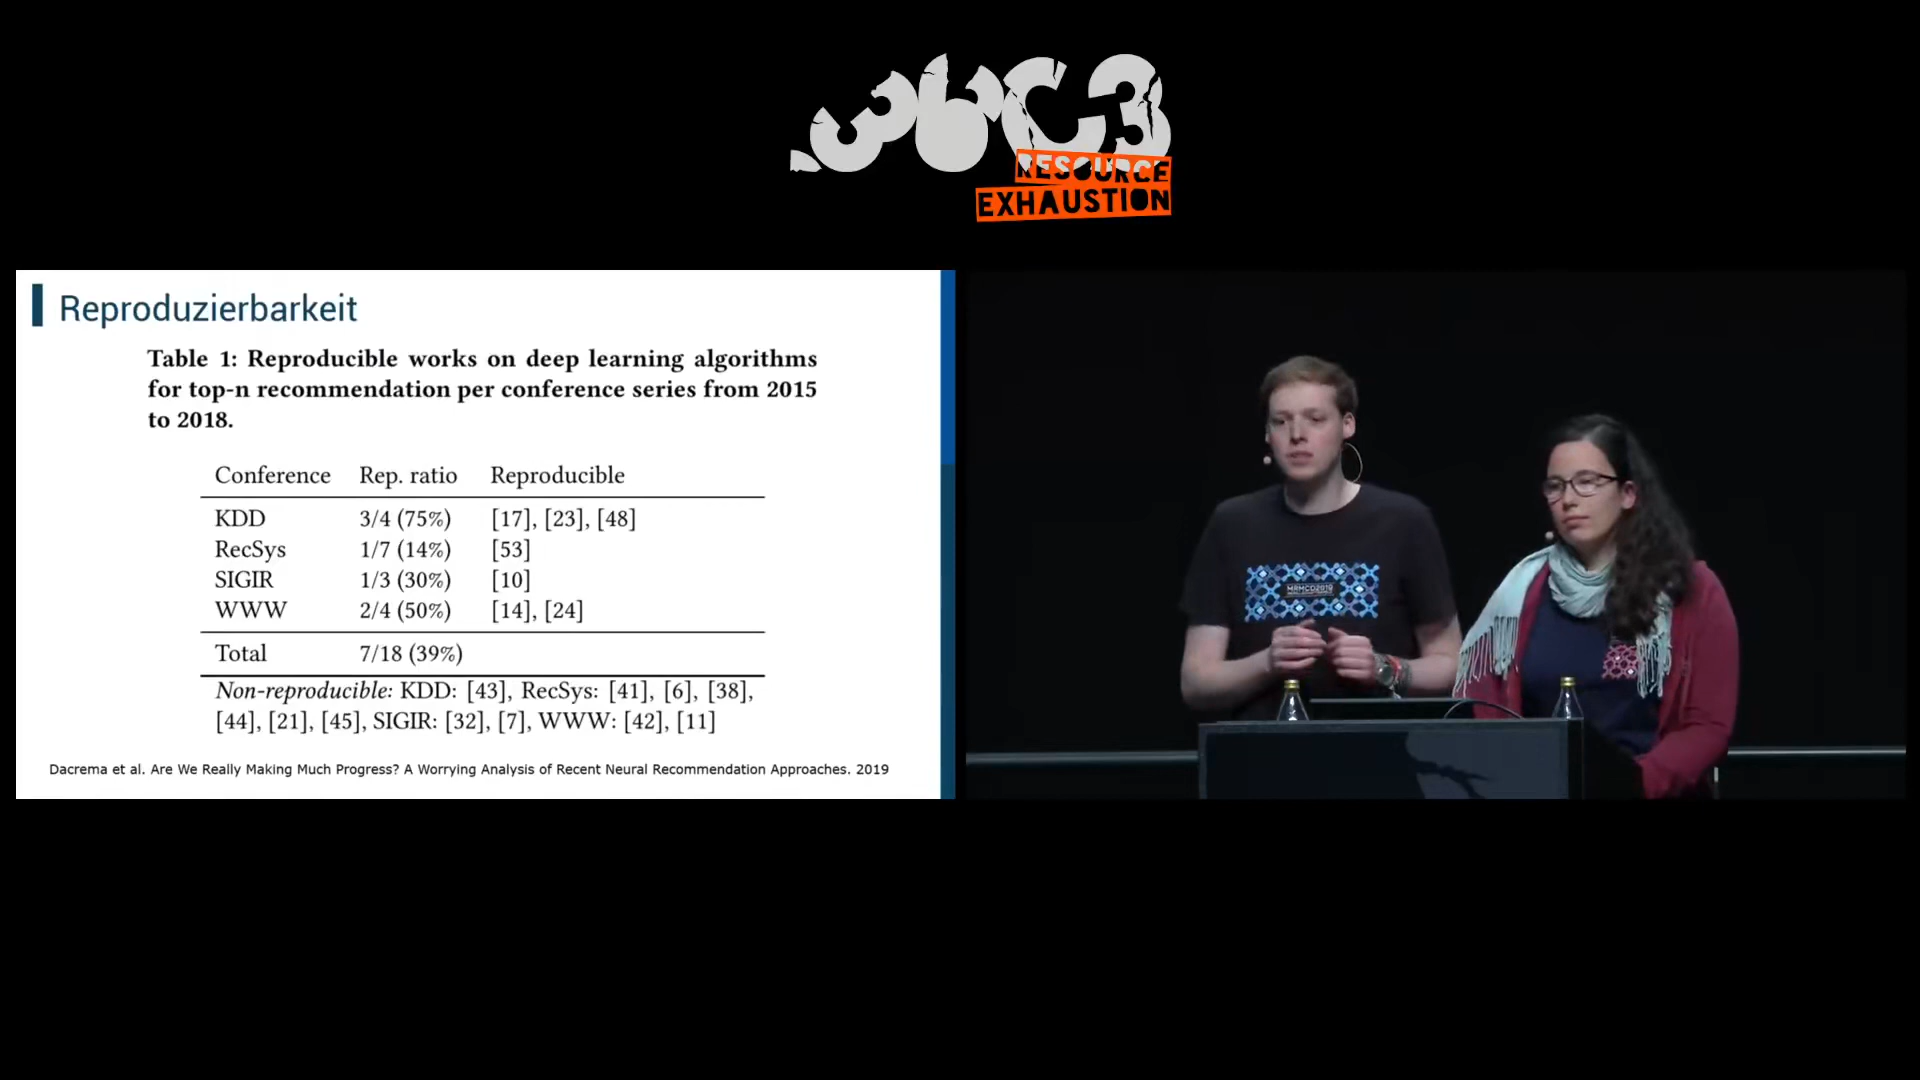 36C3
RESOURCE
EXHAUSTION
Reproduzierbarkeit
Table 1: Reproducible works on deep learning algorithms
for top-n recommendation per conference series from 2015
to 2018.
Conference Rep. ratio Reproducible
KDD 3/4 (75%) [17], [23], [48]
RecSys 1/7 (14%) [53]
SIGIR 1/3 (30%) [10]
WWW 2/4 (50%) [14], [24]
Total 7/18 (39%)
Non-reproducible: KDD: [43], RecSys: [41], [6], [38],
[44], [21], [45], SIGIR: [32], [7], WWW: [42], [11]
Dacrema et al. Are We Really Making Much Progress? A Worrying Analysis of Recent Neural Recommendation Approaches. 2019
MRMCD2019